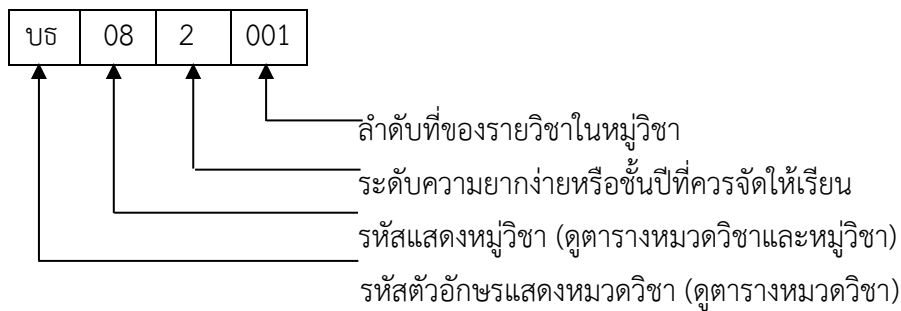 บธ 08 2 001
ลำดับที่ของรายวิชาในหมู่วิชา
ระดับความยากง่ายหรือชั้นปีที่ควรจัดให้เรียน
รหัสแสดงหมู่วิชา (ดูตารางหมวดวิชาและหมู่วิชา)
รหัสตัวอักษรแสดงหมวดวิชา (ดูตารางหมวดวิชา)